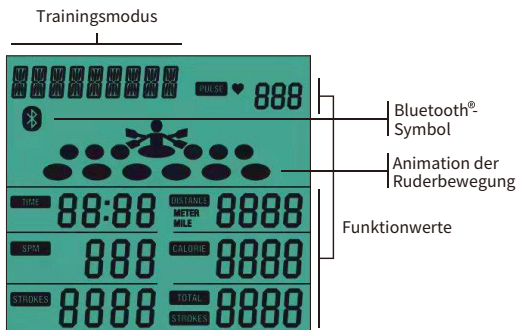 Trainingsmodus
PULSE 888
Bluetooth®-
Symbol
Animation der
Ruderbewegung
TIME 88:88 DISTANCE 8888
METER
MILE
Funktionwerte
SPM 888 CALORIE 8888
STROKES 8888 TOTAL 8888
STROKES